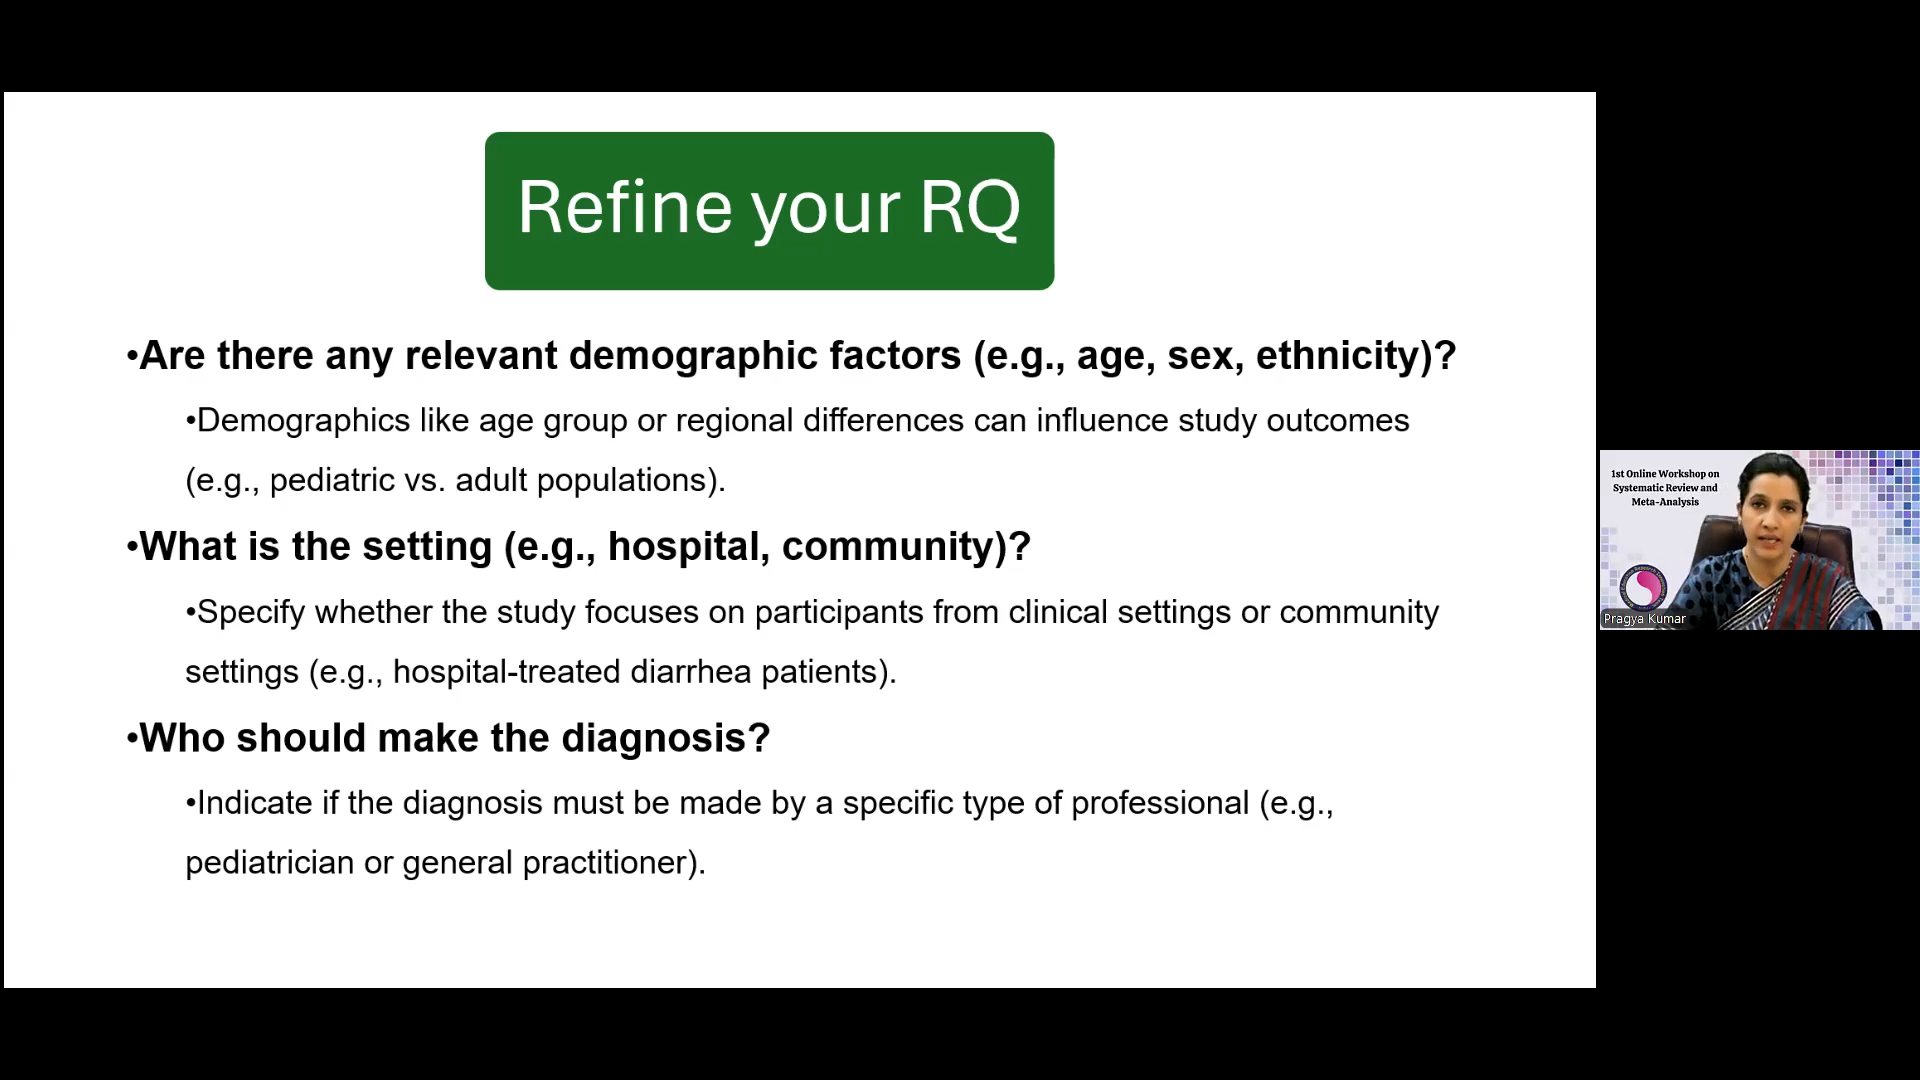 Refine your RQ
•Are there any relevant demographic factors (e.g., age, sex, ethnicity)?
•Demographics like age group or regional differences can influence study outcomes
(e.g., pediatric vs. adult populations).
•What is the setting (e.g., hospital, community)?
•Specify whether the study focuses on participants from clinical settings or community
settings (e.g., hospital-treated diarrhea patients).
•Who should make the diagnosis?
•Indicate if the diagnosis must be made by a specific type of professional (e.g.,
pediatrician or general practitioner).
1st Online Workshop on
Systematic Review and
Meta-Analysis
Pragya Kumar